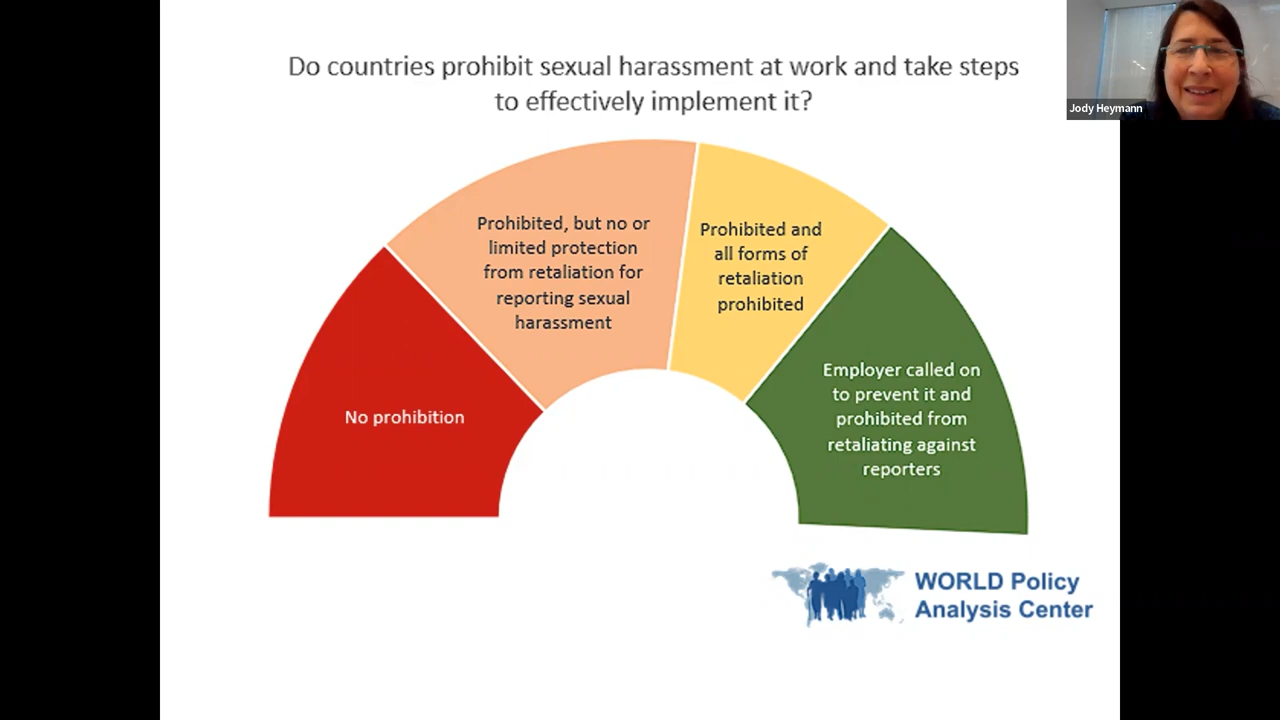 Do countries prohibit sexual harassment at work and take steps
to effectively implement it?
Jody Heymann
Prohibited, but no or
limited protection
from retaliation for
reporting sexual
harassment
Prohibited and
all forms of
retaliation
prohibited
No prohibition
Employer called on
to prevent it and
prohibited from
retaliating against
reporters
WORLD Policy
Analysis Center